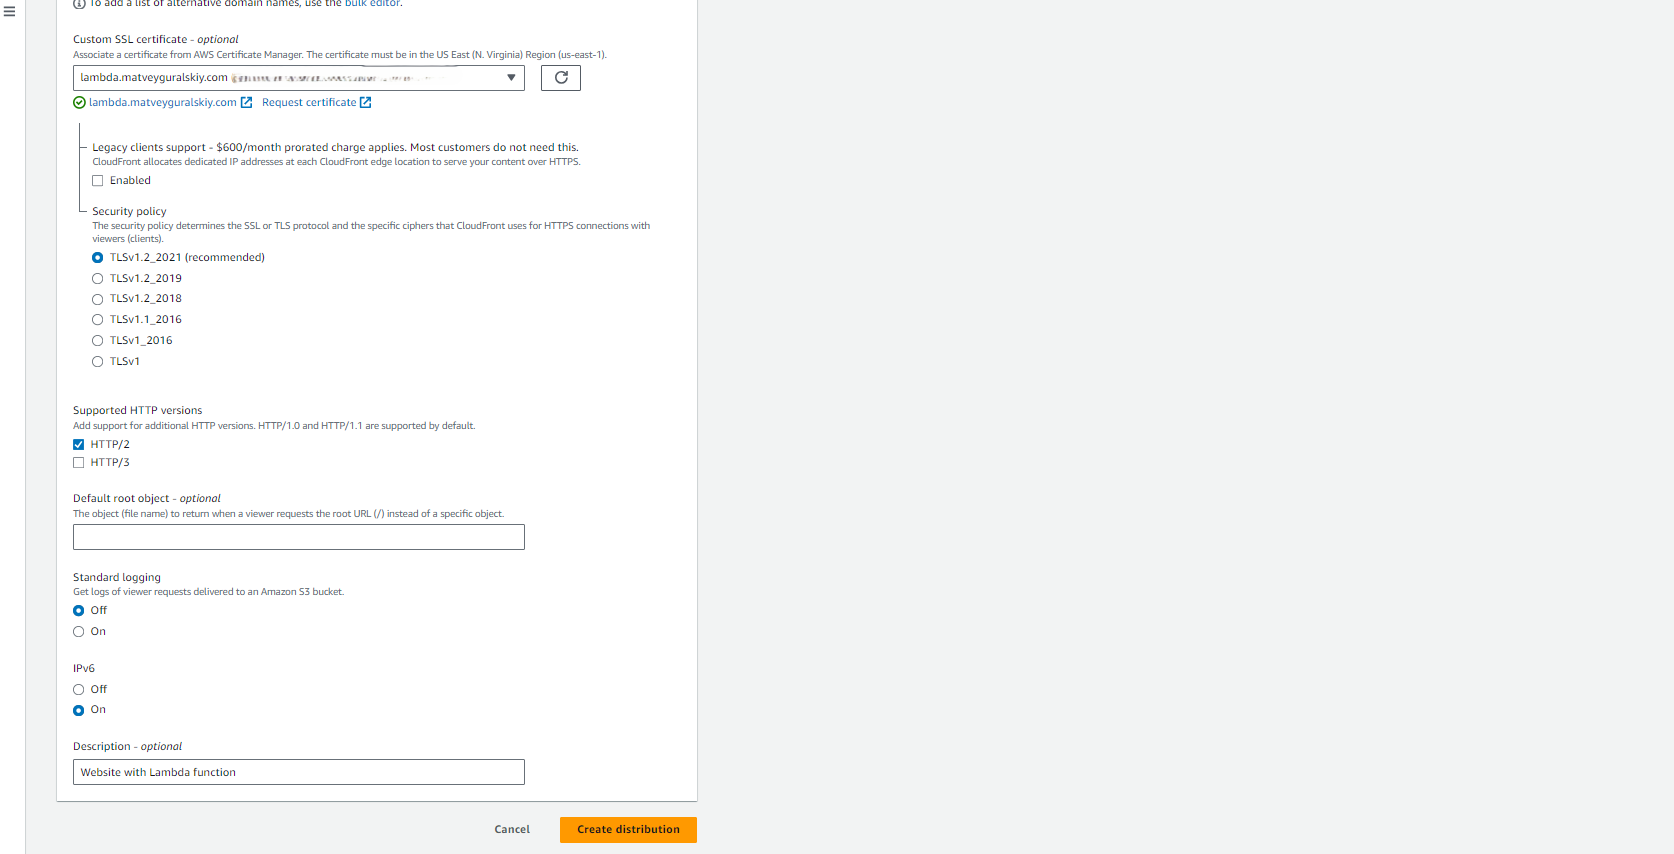 To add a list of alternative domain names, use the bulk editor.
Custom SSL certificate - optional
Associate a certificate from AWS Certificate Manager. The certificate must be in the US East (N. Virginia) Region (us-east-1).
lambda.matveyguralskiy.com
lambda.matveyguralskiy.com Request certificate
Legacy clients support - $600/month prorated charge applies. Most customers do not need this.
CloudFront allocates dedicated IP addresses at each CloudFront edge location to serve your content over HTTPS.
Enabled
Security policy
The security policy determines the SSL or TLS protocol and the specific ciphers that CloudFront uses for HTTPS connections with
viewers (clients).
TLSv1.2_2021 (recommended)
TLSv1.2_2019
TLSv1.2_2018
TLSv1.1_2016
TLSv1_2016
TLSv1
Supported HTTP versions
Add support for additional HTTP versions. HTTP/1.0 and HTTP/1.1 are supported by default.
HTTP/2
HTTP/3
Default root object - optional
The object (file name) to return when a viewer requests the root URL (/) instead of a specific object.
Standard logging
Get logs of viewer requests delivered to an Amazon S3 bucket.
Off
On
IPv6
Off
On
Description - optional
Website with Lambda function
Cancel Create distribution